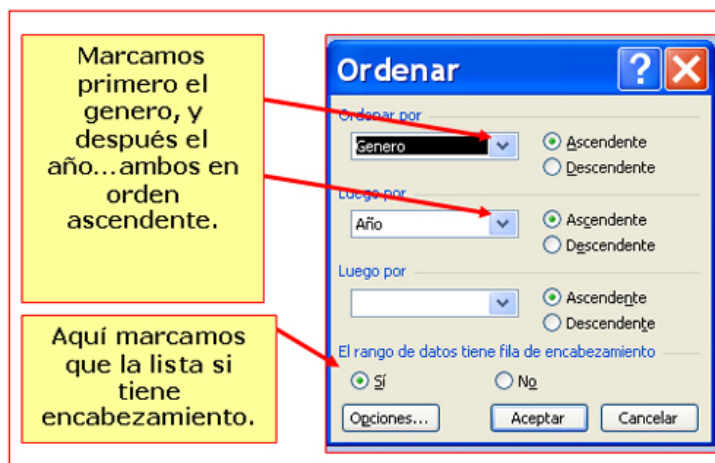 Marcamos
primero el
genero, y
después el
año...ambos en
orden
ascendente.
Aquí marcamos
que la lista si
tiene
encabezamiento.
Ordenar
Ordenar por
Genero
Ascendente
Descendente
Luego por
Año
Ascendente
Descendente
Luego por
Ascendente
Descendente
El rango de datos tiene fila de encabezamiento
Sí No
Opciones... Aceptar Cancelar